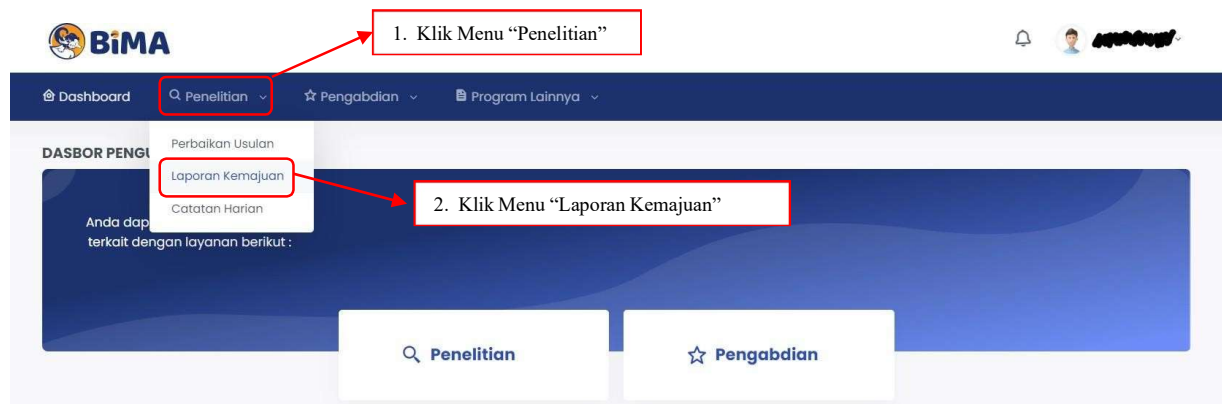 BiMA
1. Klik Menu “Penelitian”
Dashboard Penelitian Pengabdian Program Lainnya
Perbaikan Usulan
DASBOR PENGU
Laporan Kemajuan
2. Klik Menu “Laporan Kemajuan”
Catatan Harian
Anda dap
terkait dengan layanan berikut :
Penelitian Pengabdian